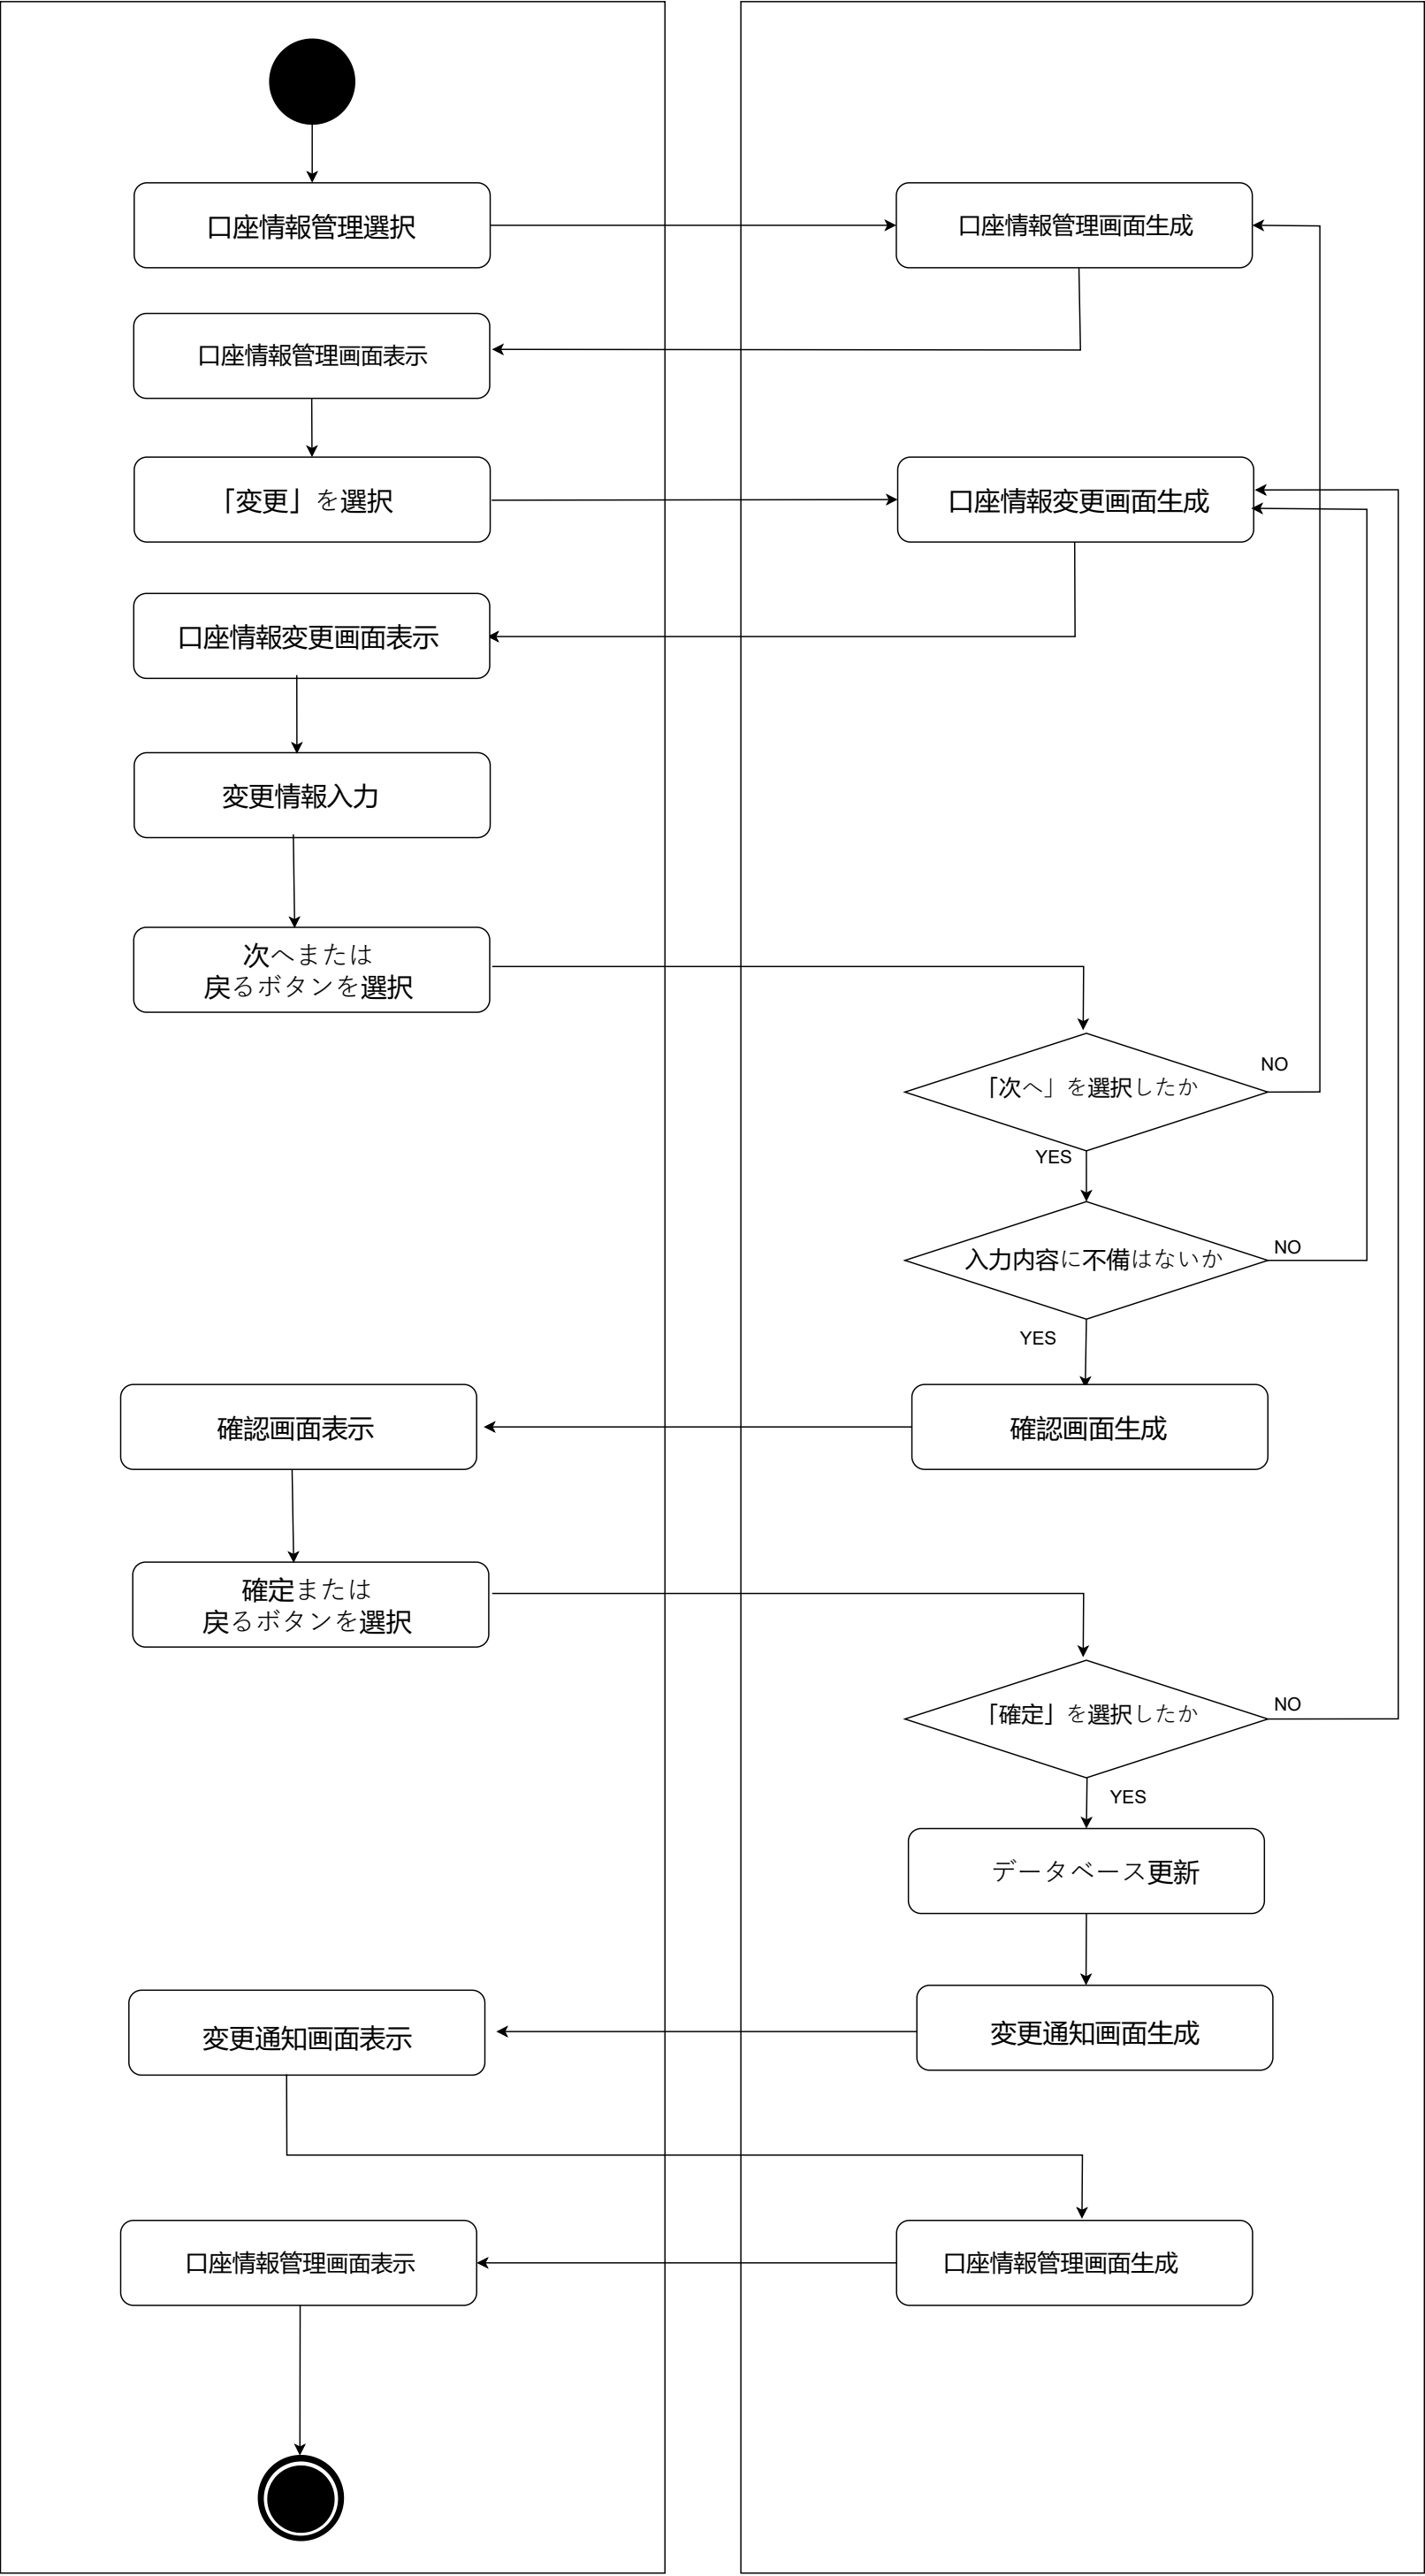 口座情報管理選択
口座情報管理画面生成
口座情報管理画面表示
「変更」を選択
口座情報変更画面生成
口座情報変更画面表示
変更情報入力
次へまたは
戻るボタンを選択
NO
「次へ」を選択したか
YES
NO
入力内容に不備はないか
YES
確認画面表示
確認画面生成
確定または
戻るボタンを選択
NO
「確定」を選択したか
YES
データベース更新
変更通知画面表示
変更通知画面生成
口座情報管理画面表示
口座情報管理画面生成